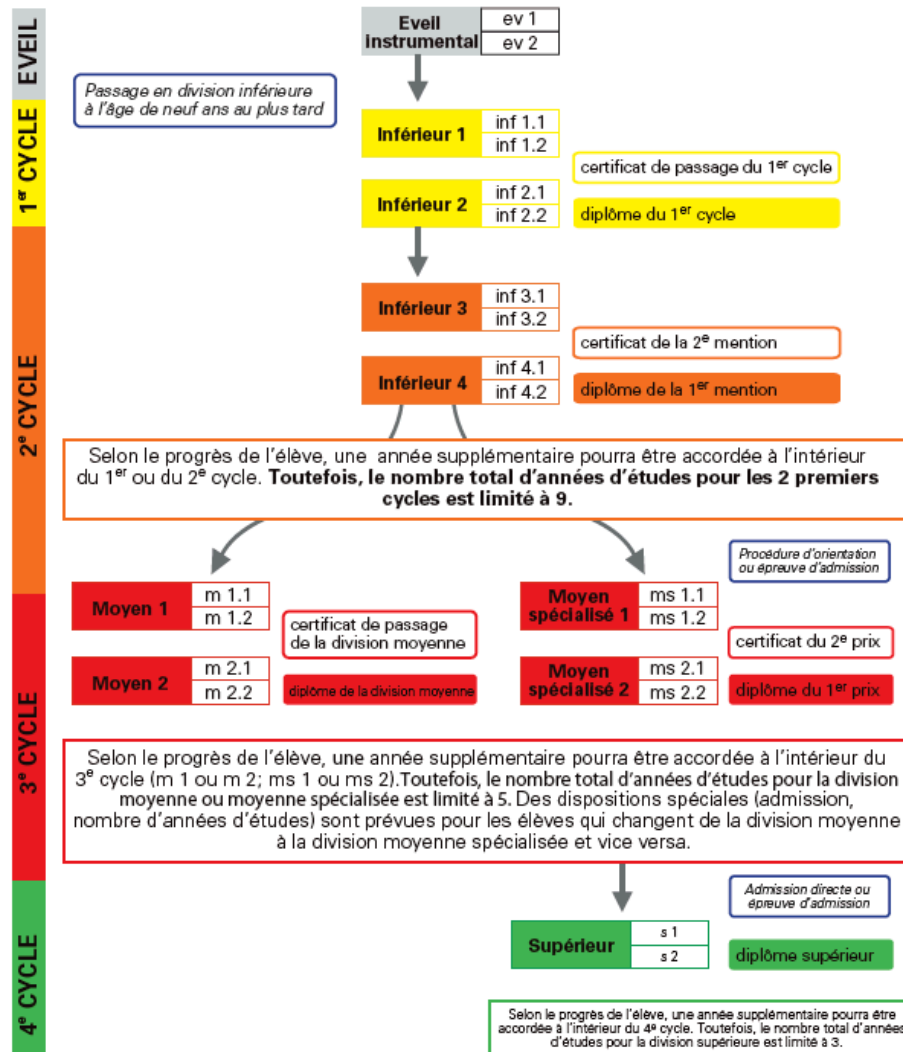 EVEIL
Eveil
instrumental
ev 1
ev 2
Passage en division inférieure
à l'âge de neuf ans au plus tard
1er CYCLE
Inférieur 1
inf 1.1
inf 1.2
certificat de passage du 1er cycle
Inférieur 2
inf 2.1
inf 2.2
diplôme du 1er cycle
2e CYCLE
Inférieur 3
inf 3.1
inf 3.2
certificat de la 2e mention
Inférieur 4
inf 4.1
inf 4.2
diplôme de la 1er mention
Selon le progrès de l'élève, une année supplémentaire pourra être accordée à l'intérieur
du 1er ou du 2e cycle. Toutefois, le nombre total d'années d'études pour les 2 premiers
cycles est limité à 9.
Procédure d'orientation
ou épreuve d'admission
3e CYCLE
Moyen 1
m 1.1
m 1.2
certificat de passage
de la division moyenne
Moyen 2
m 2.1
m 2.2
diplôme de la division moyenne
Moyen
spécialisé 1
ms 1.1
ms 1.2
certificat du 2e prix
Moyen
spécialisé 2
ms 2.1
ms 2.2
diplôme du 1er prix
Selon le progrès de l'élève, une année supplémentaire pourra être accordée à l'intérieur du
3e cycle (m 1 ou m 2; ms 1 ou ms 2).Toutefois, le nombre total d'années d'études pour la division
moyenne ou moyenne spécialisée est limité à 5. Des dispositions spéciales (admission,
nombre d'années d'études) sont prévues pour les élèves qui changent de la division moyenne
à la division moyenne spécialisée et vice versa.
4e CYCLE
Admission directe ou
épreuve d'admission
Supérieur
s 1
s 2
diplôme supérieur
Selon le progrès de l'élève, une année supplémentaire pourra être
accordée à l'intérieur du 4e cycle. Toutefois, le nombre total d'années
d'études pour la division supérieure est limité à 3.